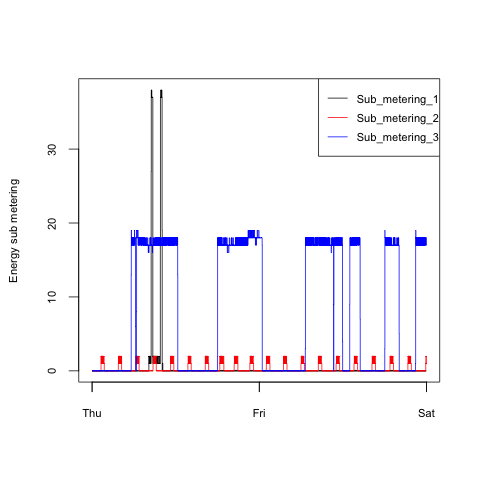 Sub_metering_1
Sub_metering_2
Sub_metering_3
Energy sub metering
30
20
10
0
Thu Fri Sat